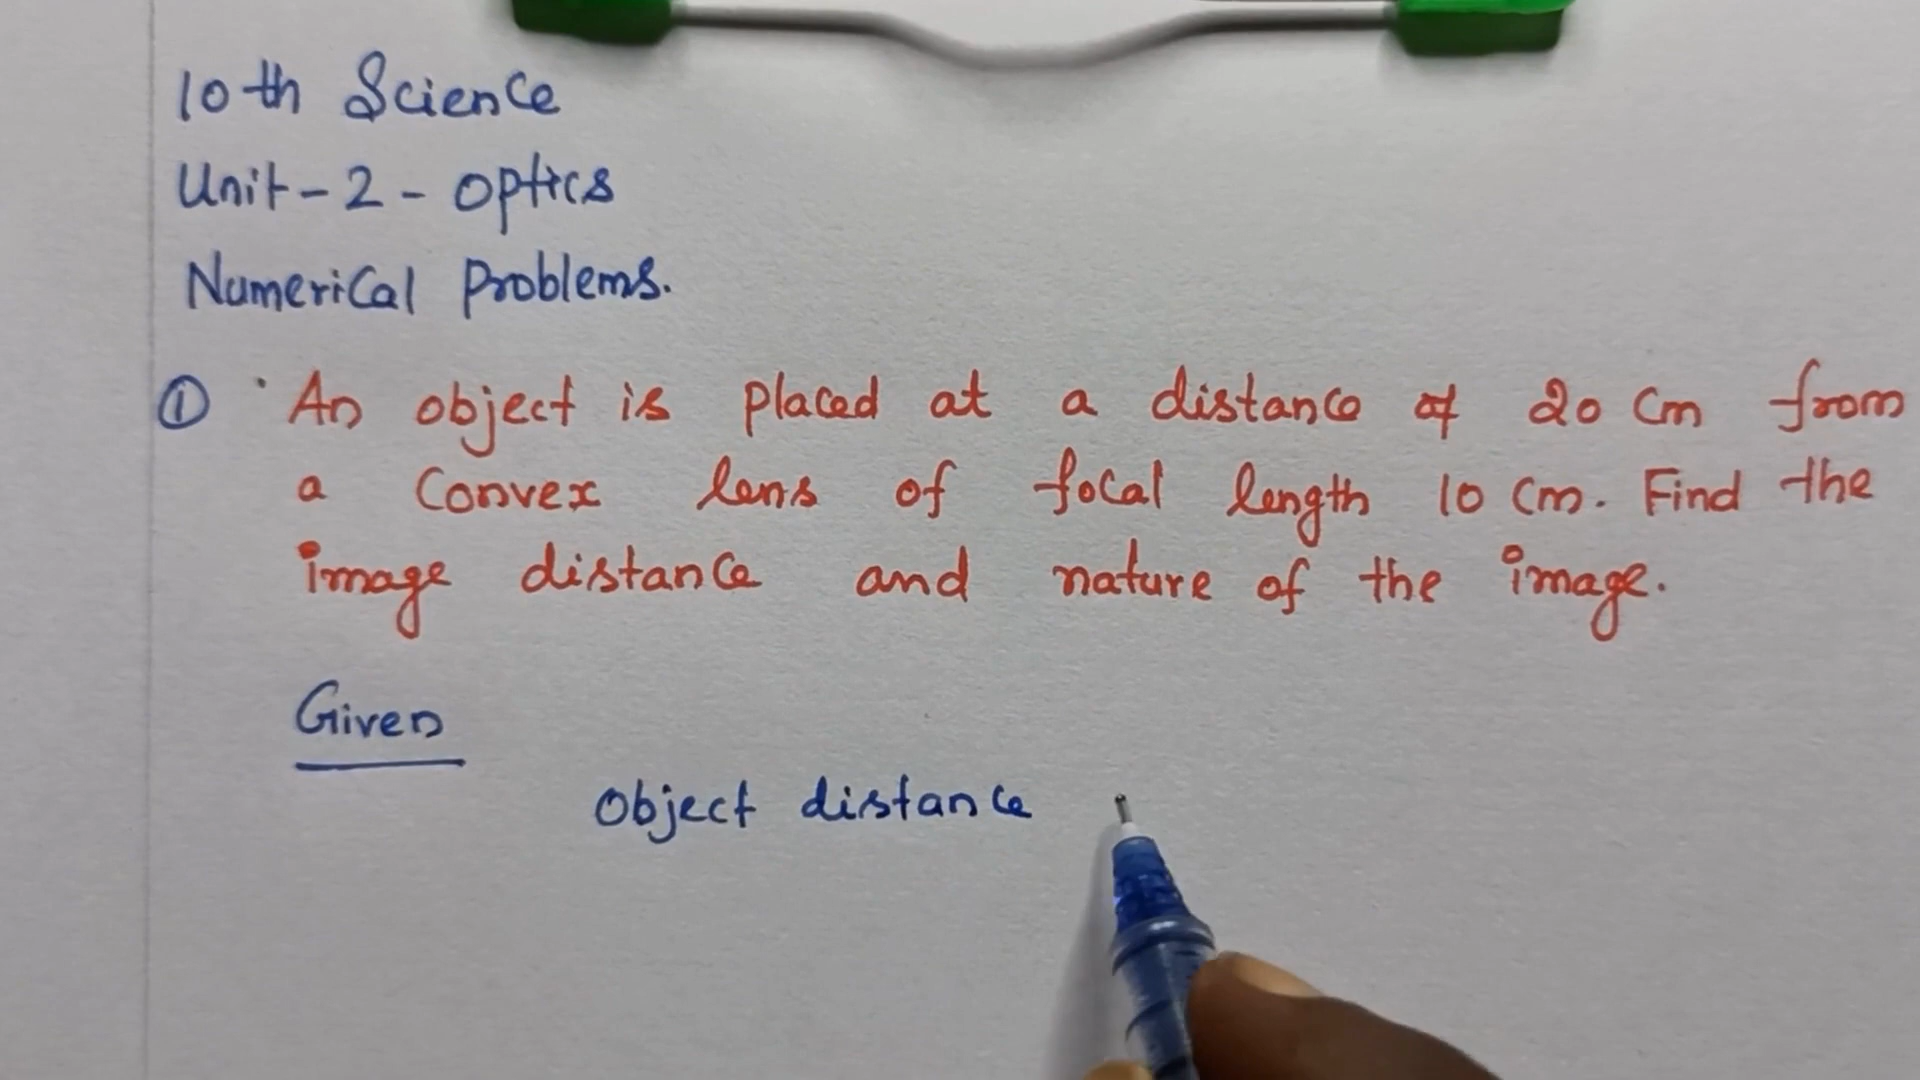 10th Science
Unit-2-Optics
Numerical Problems.
① An object is placed at a distance of 20 cm from
a convex lens of focal length 10 cm. Find the
image distance and nature of the image.
Given
Object distance